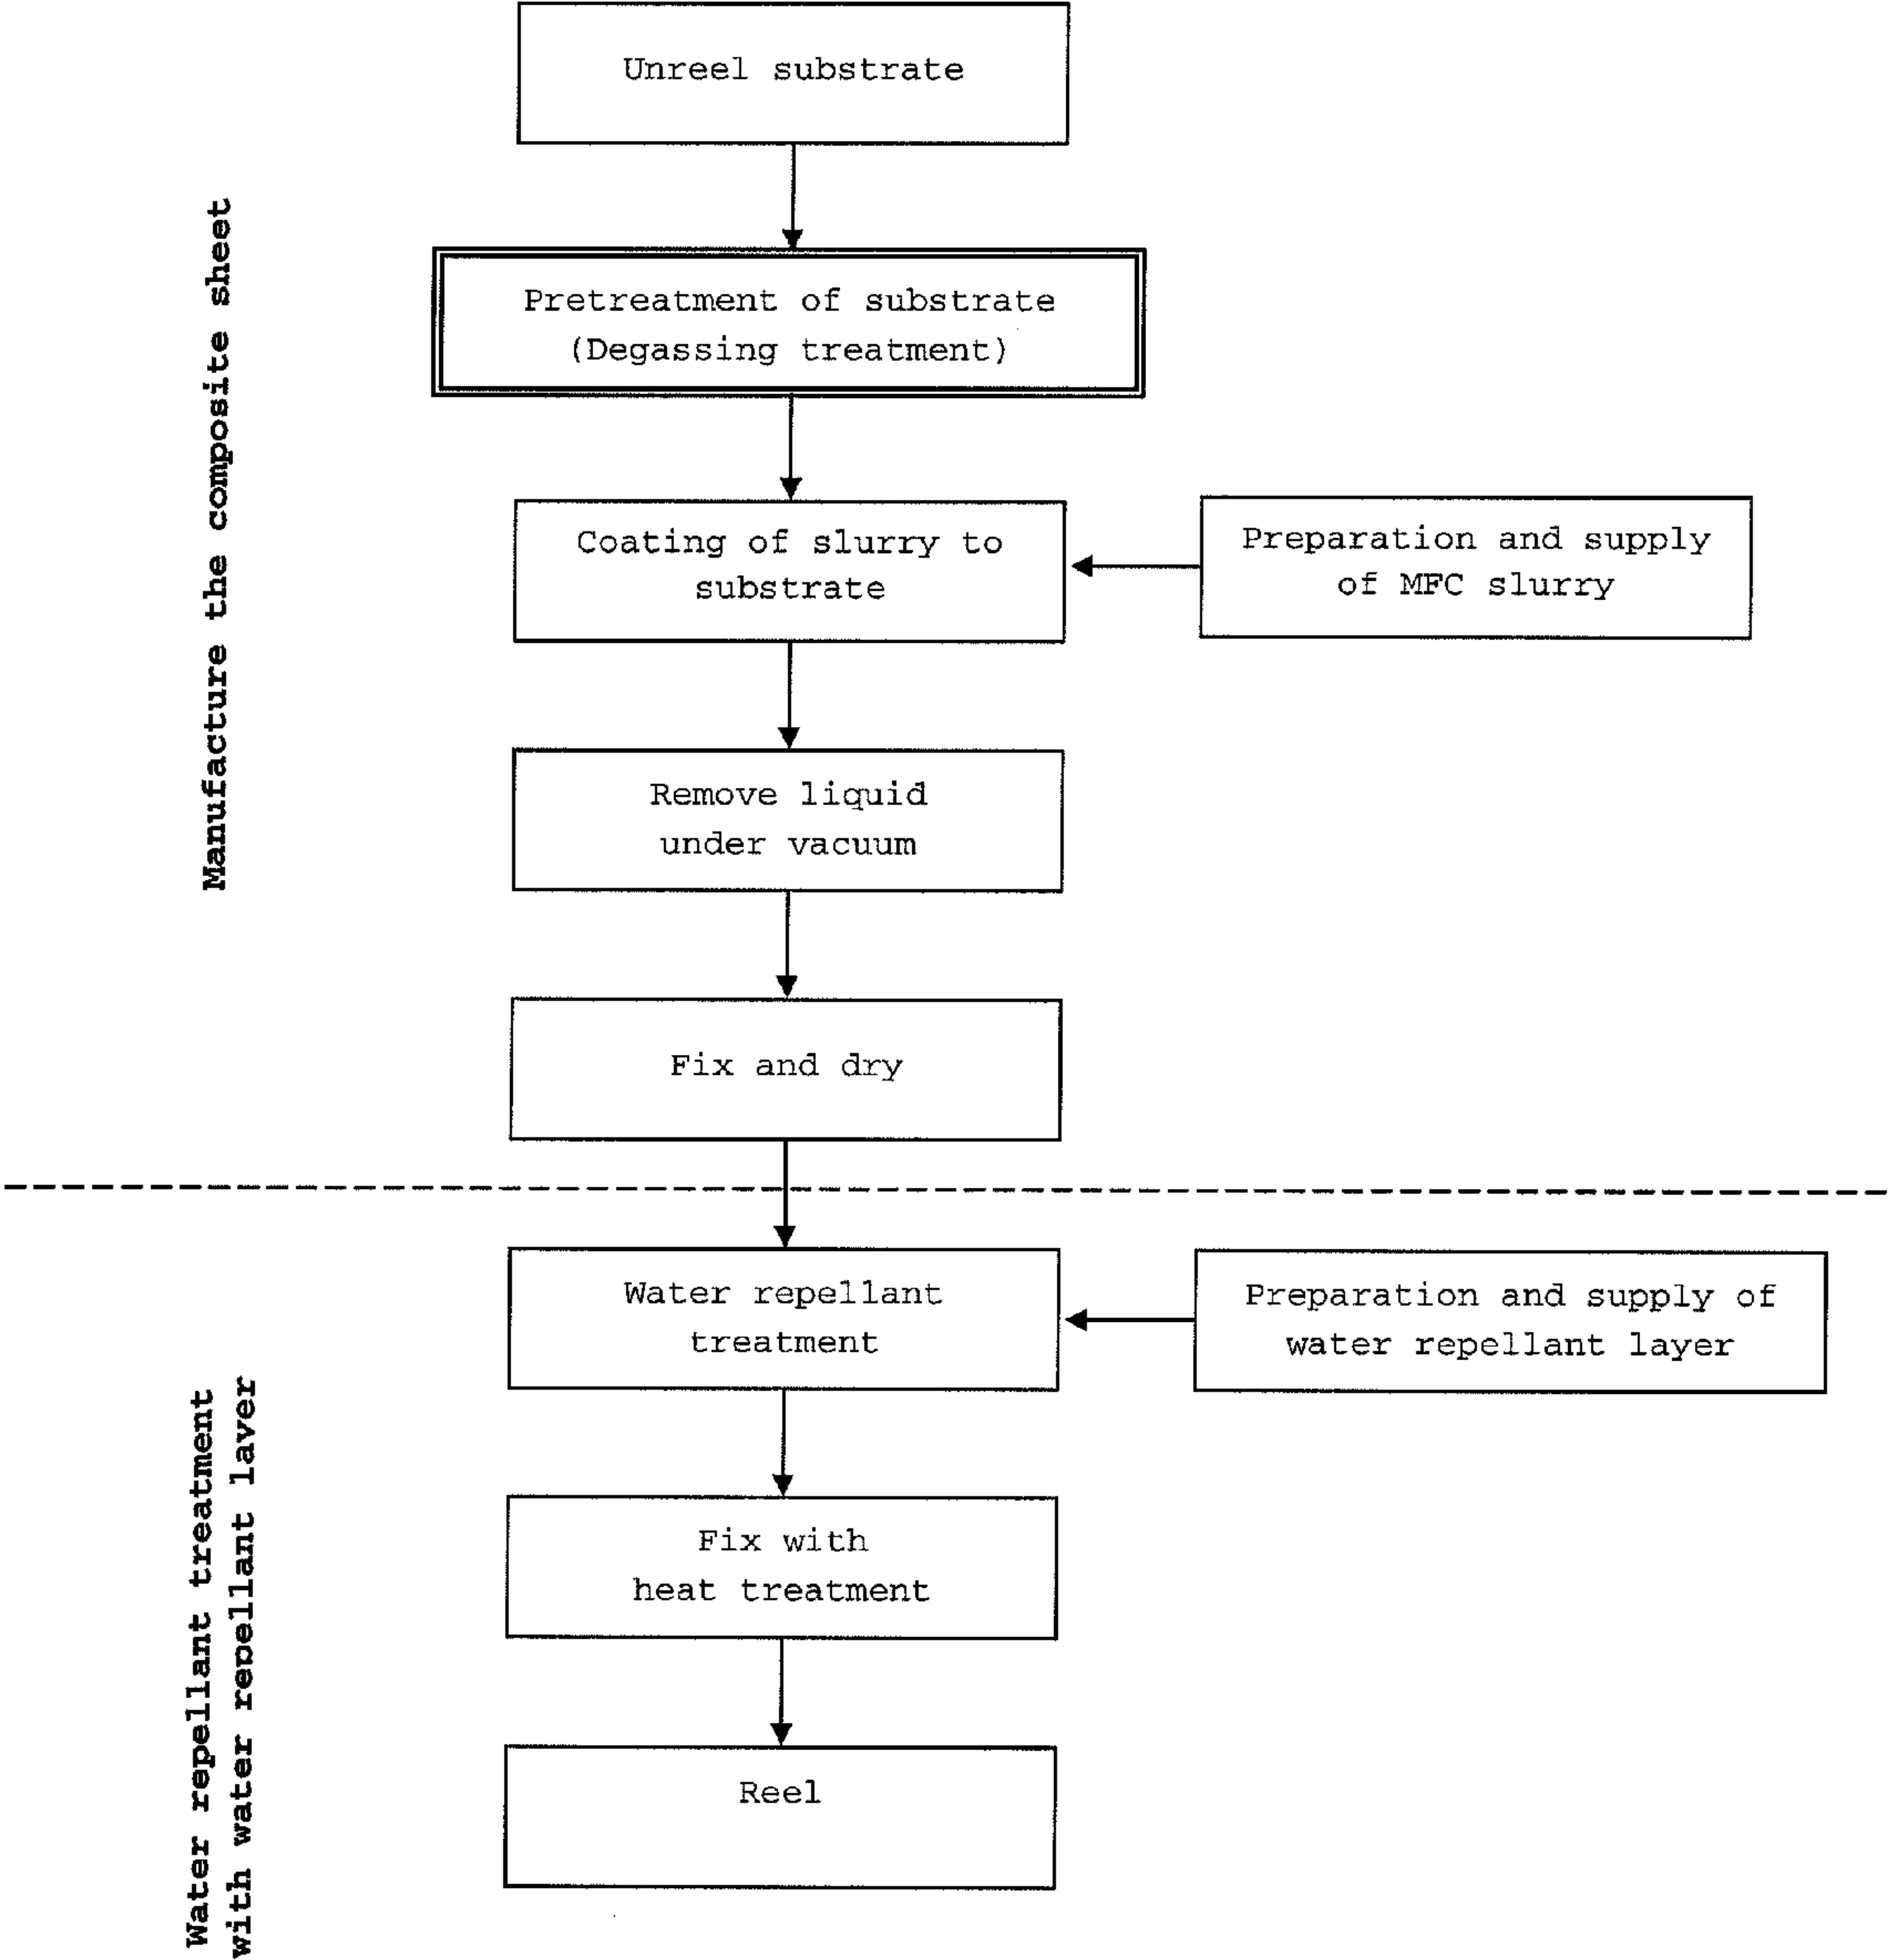 Unreel substrate
Manufacture the composite sheet
Pretreatment of substrate
(Degassing treatment)
Coating of slurry to
substrate
Preparation and supply
of MFC slurry
Remove liquid
under vacuum
Fix and dry
Water repellant treatment
with water repellant laver
Water repellant
treatment
Preparation and supply of
water repellant layer
Fix with
heat treatment
Reel